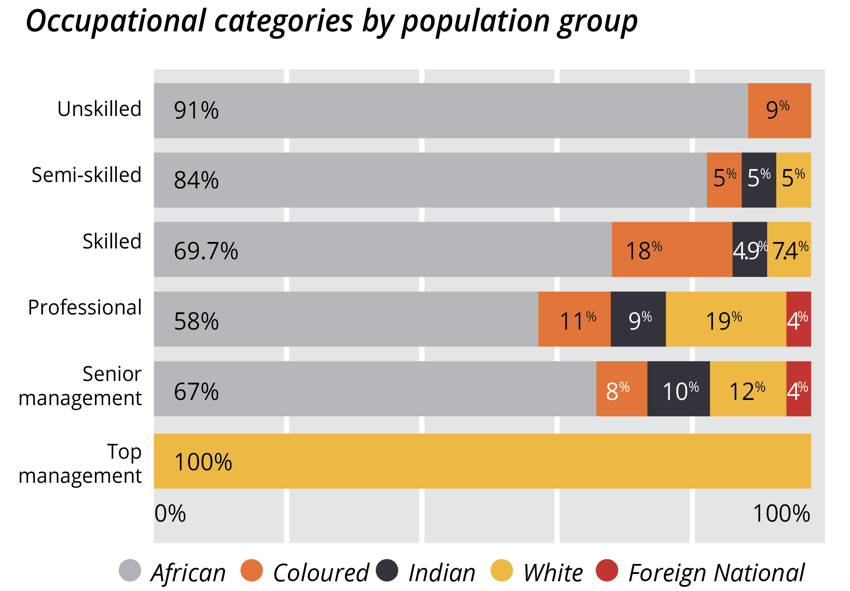 Occupational categories by population group
Unskilled 91% 9%
Semi-skilled 84% 5% 5% 5%
Skilled 69.7% 18% 4.9% 7.4%
Professional 58% 11% 9% 19% 4%
Senior
management 67% 8% 10% 12% 4%
Top
management 100%
0% 100%
African Coloured Indian White Foreign National